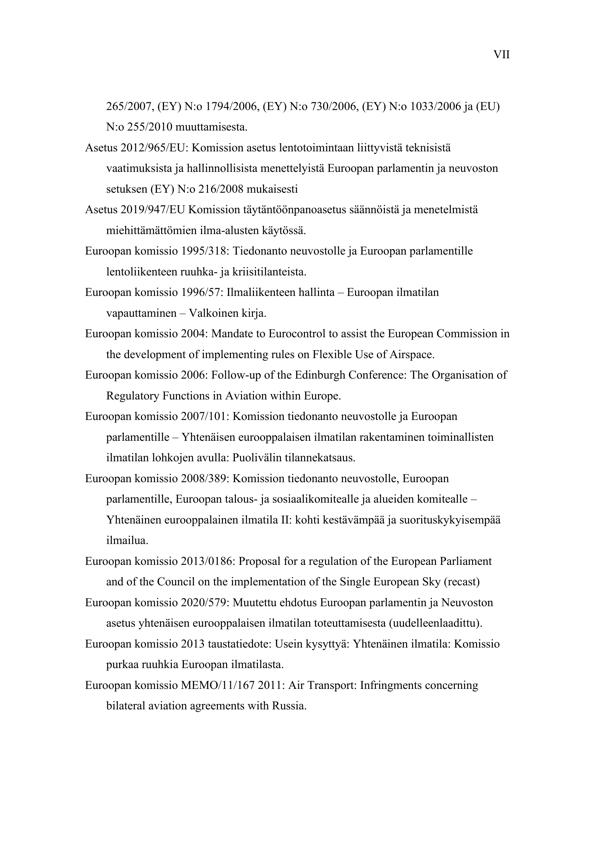 VII
265/2007, (EY) N:o 1794/2006, (EY) N:o 730/2006, (EY) N:o 1033/2006 ja (EU)
N:o 255/2010 muuttamisesta.
Asetus 2012/965/EU: Komission asetus lentotoimintaan liittyvistä teknisistä
vaatimuksista ja hallinnollisista menettelyistä Euroopan parlamentin ja neuvoston
setuksen (EY) N:o 216/2008 mukaisesti
Asetus 2019/947/EU Komission täytäntöönpanoasetus säännöistä ja menetelmistä
miehittämättömien ilma-alusten käytössä.
Euroopan komissio 1995/318: Tiedonanto neuvostolle ja Euroopan parlamentille
lentoliikenteen ruuhka- ja kriisitilanteista.
Euroopan komissio 1996/57: Ilmaliikenteen hallinta – Euroopan ilmatilan
vapauttaminen – Valkoinen kirja.
Euroopan komissio 2004: Mandate to Eurocontrol to assist the European Commission in
the development of implementing rules on Flexible Use of Airspace.
Euroopan komissio 2006: Follow-up of the Edinburgh Conference: The Organisation of
Regulatory Functions in Aviation within Europe.
Euroopan komissio 2007/101: Komission tiedonanto neuvostolle ja Euroopan
parlamentille – Yhtenäisen eurooppalaisen ilmatilan rakentaminen toiminallisten
ilmatilan lohkojen avulla: Puolivälin tilannekatsaus.
Euroopan komissio 2008/389: Komission tiedonanto neuvostolle, Euroopan
parlamentille, Euroopan talous- ja sosiaalikomitealle ja alueiden komitealle –
Yhtenäinen eurooppalainen ilmatila II: kohti kestävämpää ja suorituskykyisempää
ilmailua.
Euroopan komissio 2013/0186: Proposal for a regulation of the European Parliament
and of the Council on the implementation of the Single European Sky (recast)
Euroopan komissio 2020/579: Muutettu ehdotus Euroopan parlamentin ja Neuvoston
asetus yhtenäisen eurooppalaisen ilmatilan toteuttamisesta (uudelleenlaadittu).
Euroopan komissio 2013 taustatiedote: Usein kysyttyä: Yhtenäinen ilmatila: Komissio
purkaa ruuhkia Euroopan ilmatilasta.
Euroopan komissio MEMO/11/167 2011: Air Transport: Infringments concerning
bilateral aviation agreements with Russia.